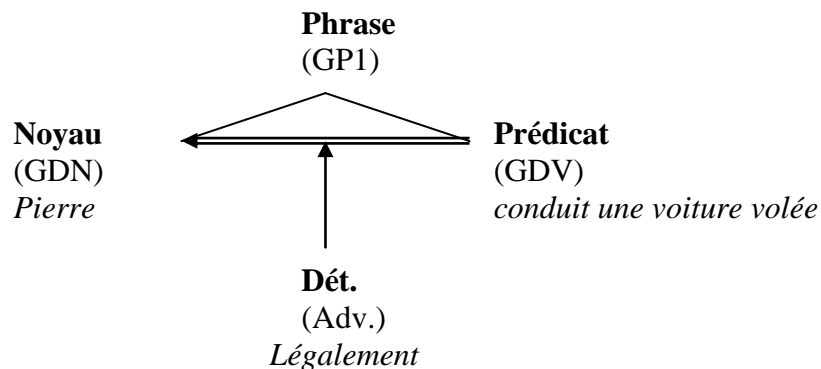 Phrase
(GP1)
Noyau
(GDN)
Pierre
Prédicat
(GDV)
conduit une voiture volée
Dét.
(Adv.)
Légalement